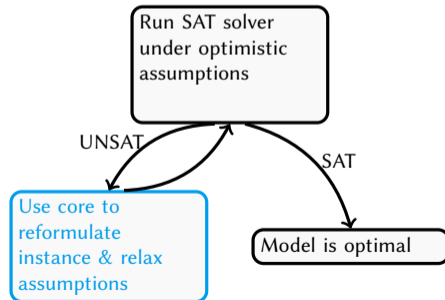 Run SAT solver
under optimistic
assumptions
UNSAT
SAT
Use core to
reformulate
instance & relax
assumptions
Model is optimal